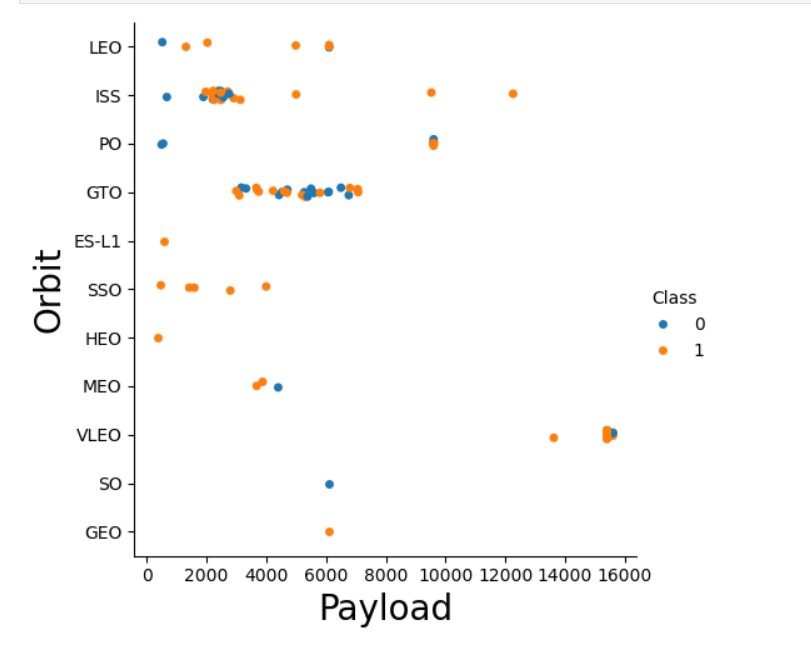 LEO
ISS
PO
GTO
ES-L1
SSO
HEO
MEO
VLEO
SO
GEO
Orbit
0 2000 4000 6000 8000 10000 12000 14000 16000
Payload
Class
0
1